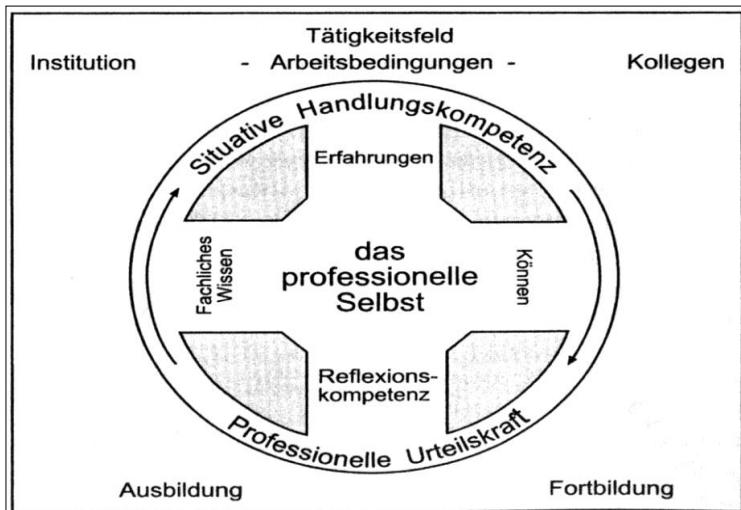 Tätigkeitsfeld
Institution - Arbeitsbedingungen - Kollegen
Situative Handlungskompetenz
Erfahrungen
Fachliches
Wissen
das
professionelle
Selbst
Können
Reflexions-
kompetenz
Professionelle Urteilskraft
Ausbildung
Fortbildung